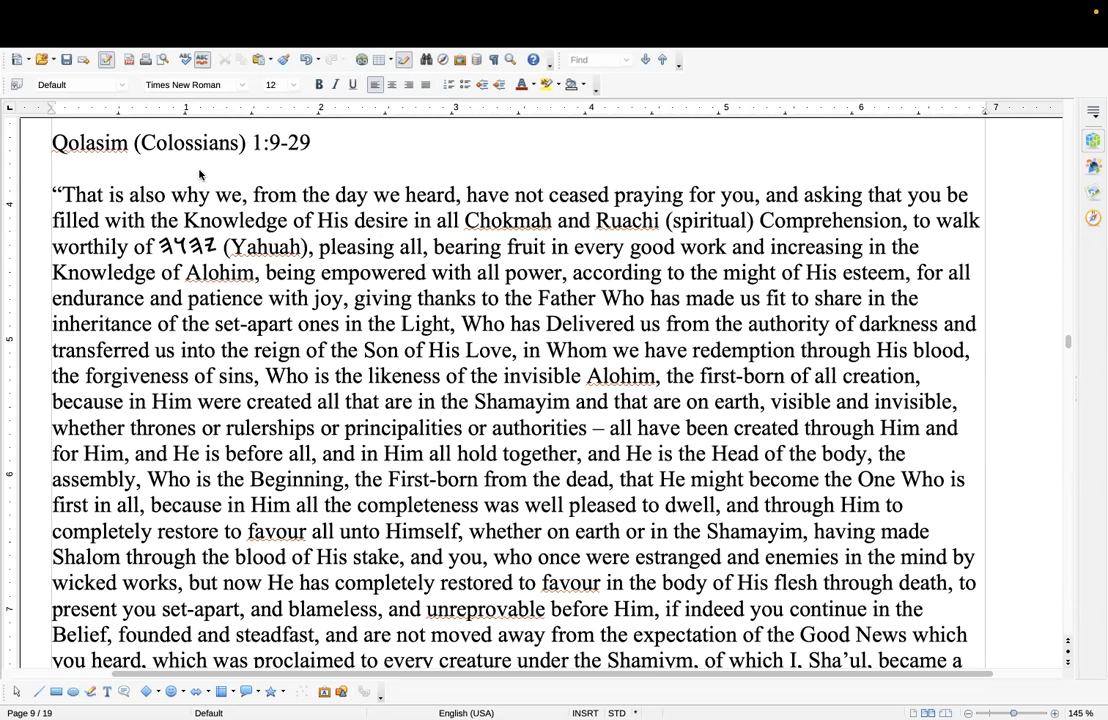 Find
Default
Times New Roman
12
1 2 3 4 5 6 7
Qolasim (Colossians) 1:9-29
“That is also why we, from the day we heard, have not ceased praying for you, and asking that you be
filled with the Knowledge of His desire in all Chokmah and Ruachi (spiritual) Comprehension, to walk
worthily of 𐤉𐤄𐤅𐤄 (Yahuah), pleasing all, bearing fruit in every good work and increasing in the
Knowledge of Alohim, being empowered with all power, according to the might of His esteem, for all
endurance and patience with joy, giving thanks to the Father Who has made us fit to share in the
inheritance of the set-apart ones in the Light, Who has Delivered us from the authority of darkness and
transferred us into the reign of the Son of His Love, in Whom we have redemption through His blood,
the forgiveness of sins, Who is the likeness of the invisible Alohim, the first-born of all creation,
because in Him were created all that are in the Shamayim and that are on earth, visible and invisible,
whether thrones or rulerships or principalities or authorities – all have been created through Him and
for Him, and He is before all, and in Him all hold together, and He is the Head of the body, the
assembly, Who is the Beginning, the First-born from the dead, that He might become the One Who is
first in all, because in Him all the completeness was well pleased to dwell, and through Him to
completely restore to favour all unto Himself, whether on earth or in the Shamayim, having made
Shalom through the blood of His stake, and you, who once were estranged and enemies in the mind by
wicked works, but now He has completely restored to favour in the body of His flesh through death, to
present you set-apart, and blameless, and unreprovable before Him, if indeed you continue in the
Belief, founded and steadfast, and are not moved away from the expectation of the Good News which
you heard, which was proclaimed to every creature under the Shamiym, of which I, Sha’ul, became a
Page 9 / 19
Default
English (USA)
INSRT
STD
*
145 %